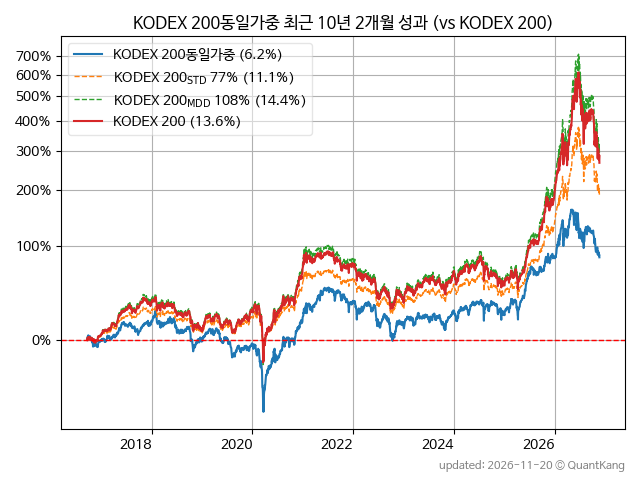 KODEX 200동일가중 최근 10년 2개월 성과 (vs KODEX 200)
KODEX 200동일가중 (6.2%)
KODEX 200STD 77% (11.1%)
KODEX 200MDD 108% (14.4%)
KODEX 200 (13.6%)
700%
600%
500%
400%
300%
200%
100%
0%
2018 2020 2022 2024 2026
updated: 2026-11-20 © QuantKang